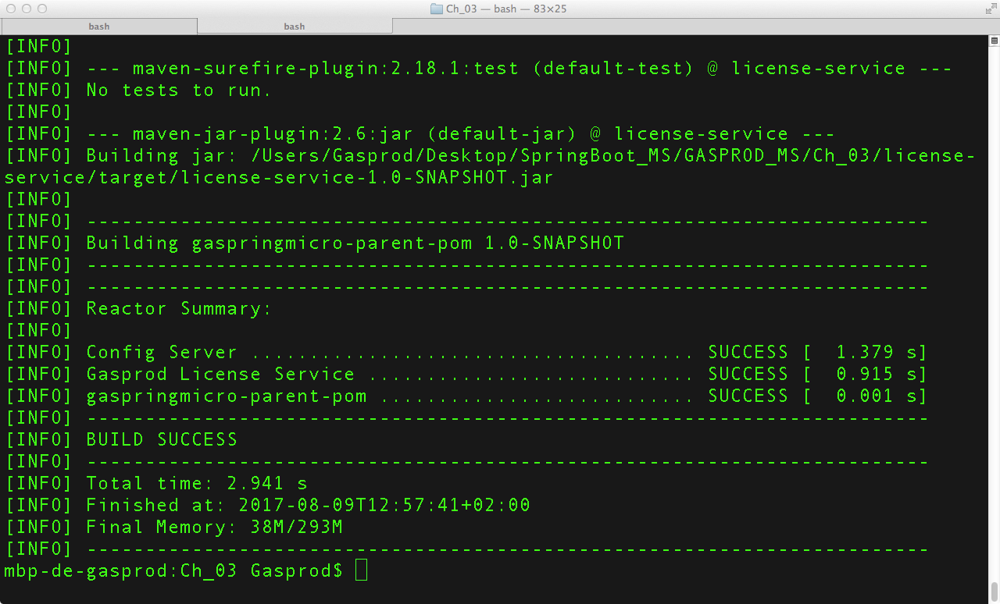 Ch_03 — bash — 83×25
bash bash
[INFO]
[INFO] --- maven-surefire-plugin:2.18.1:test (default-test) @ license-service ---
[INFO] No tests to run.
[INFO]
[INFO] --- maven-jar-plugin:2.6:jar (default-jar) @ license-service ---
[INFO] Building jar: /Users/Gasprod/Desktop/SpringBoot_MS/GASPROD_MS/Ch_03/license-
service/target/license-service-1.0-SNAPSHOT.jar
[INFO]
[INFO] ------------------------------------------------------------------------
[INFO] Building gaspringmicro-parent-pom 1.0-SNAPSHOT
[INFO] ------------------------------------------------------------------------
[INFO] ------------------------------------------------------------------------
[INFO] Reactor Summary:
[INFO]
[INFO] Config Server ...................................... SUCCESS [  1.379 s]
[INFO] Gasprod License Service ............................ SUCCESS [  0.915 s]
[INFO] gaspringmicro-parent-pom ........................... SUCCESS [  0.001 s]
[INFO] ------------------------------------------------------------------------
[INFO] BUILD SUCCESS
[INFO] ------------------------------------------------------------------------
[INFO] Total time: 2.941 s
[INFO] Finished at: 2017-08-09T12:57:41+02:00
[INFO] Final Memory: 38M/293M
[INFO] ------------------------------------------------------------------------
mbp-de-gasprod:Ch_03 Gasprod$